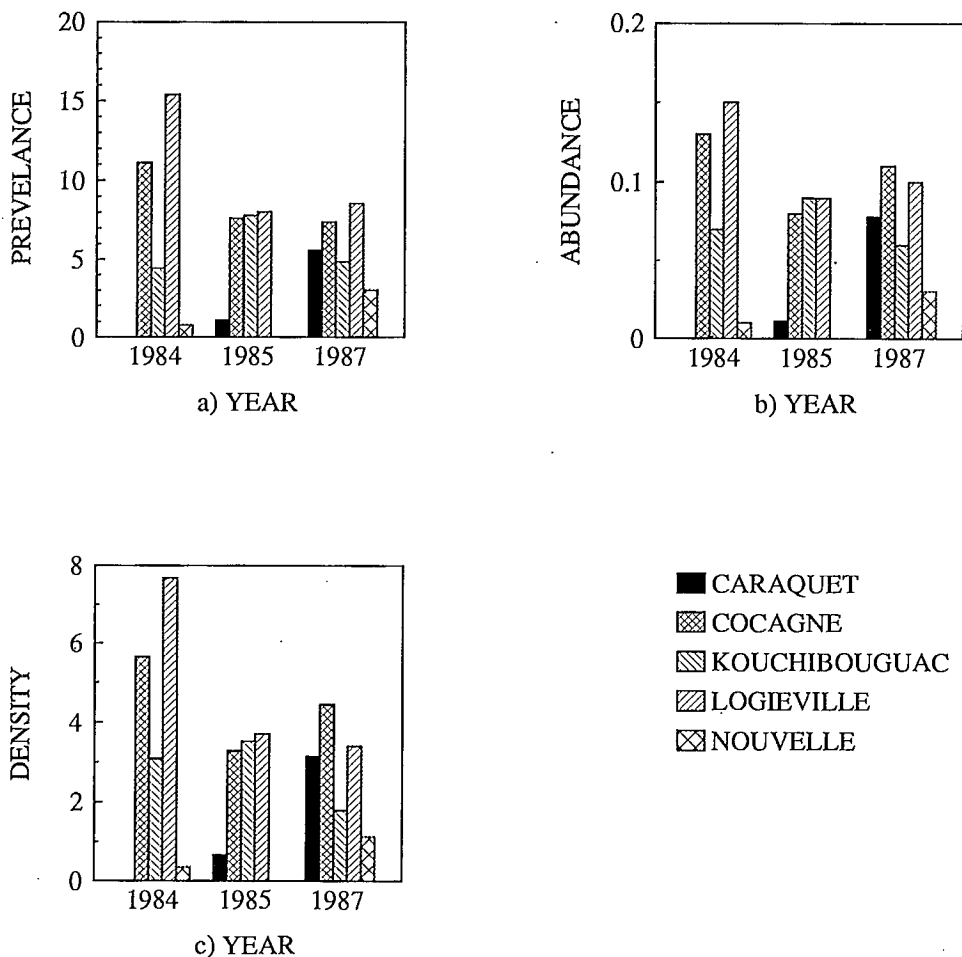 PREVELANCE
20
15
10
5
0
1984 1985 1987
a) YEAR
ABUNDANCE
0.2
0.1
0
1984 1985 1987
b) YEAR
DENSITY
8
6
4
2
0
1984 1985 1987
c) YEAR
CARAQUET
COCAGNE
KOUCHIBOUGUAC
LOGIEVILLE
NOUVELLE